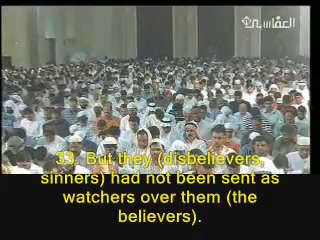 العفاسي
33. But they (disbelievers,
sinners) had not been sent as
watchers over them (the
believers).